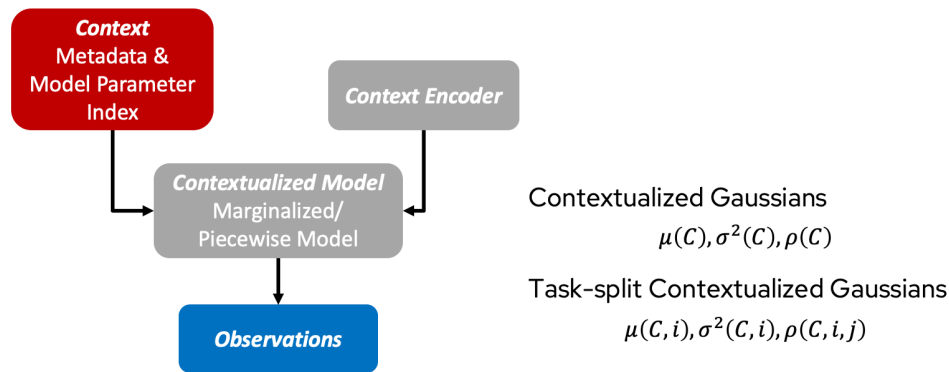 Context
Metadata &
Model Parameter
Index
Context Encoder
Contextualized Model
Marginalized/
Piecewise Model
Observations
Contextualized Gaussians
μ(C), σ²(C), ρ(C)
Task-split Contextualized Gaussians
μ(C, i), σ²(C, i), ρ(C, i, j)